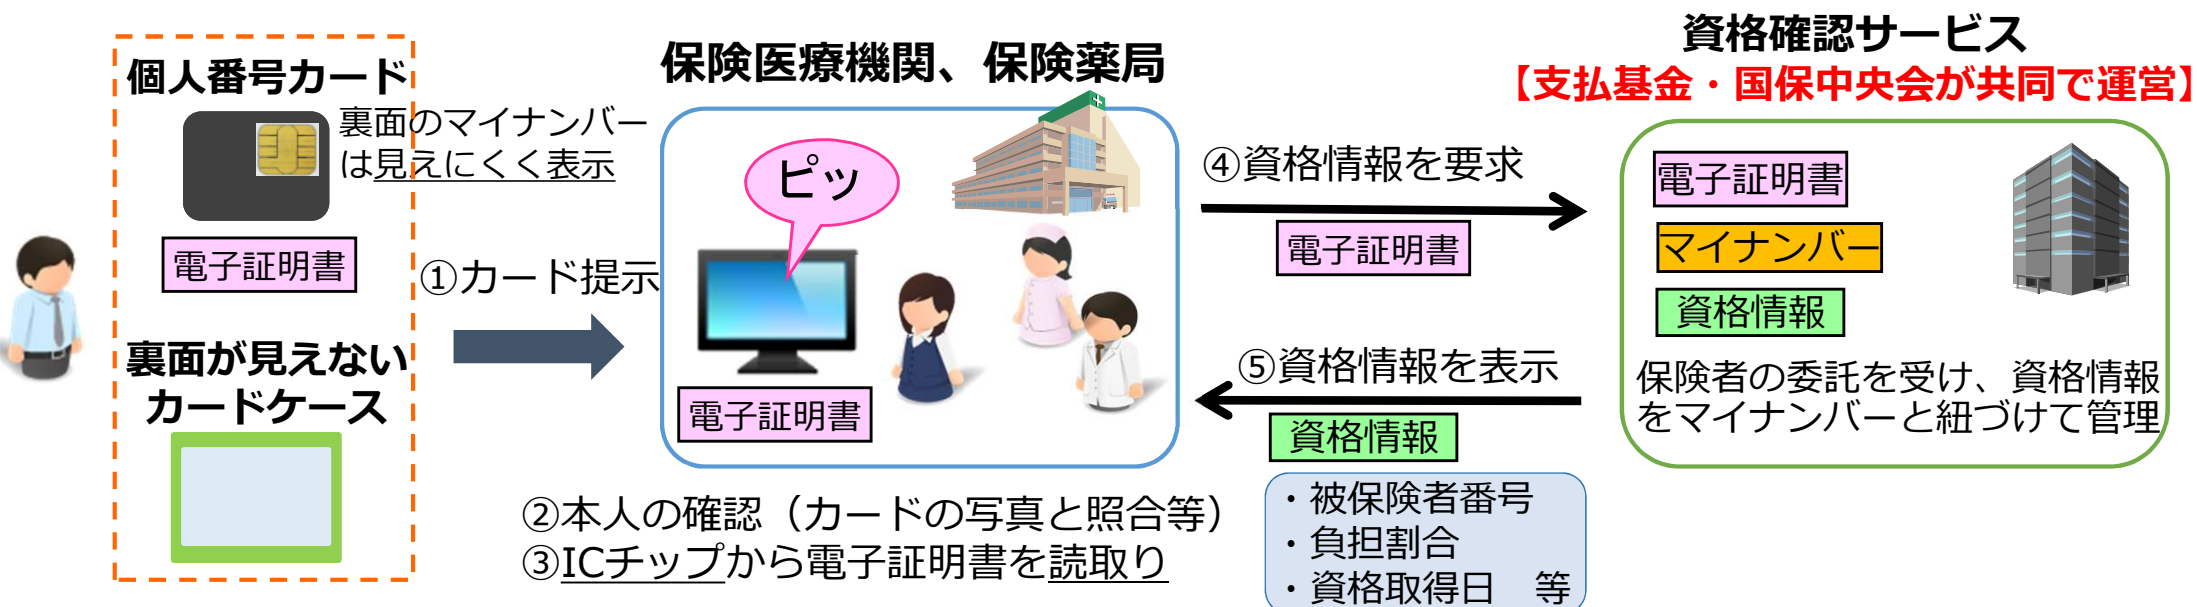 個人番号カード
裏面のマイナンバー
は見えにくく表示
電子証明書
裏面が見えない
カードケース
①カード提示
保険医療機関、保険薬局
ピッ
電子証明書
②本人の確認（カードの写真と照合等）
③ICチップから電子証明書を読取り
④資格情報を要求
電子証明書
⑤資格情報を表示
資格情報
・被保険者番号
・負担割合
・資格取得日　等
資格確認サービス
【支払基金・国保中央会が共同で運営】
電子証明書
マイナンバー
資格情報
保険者の委託を受け、資格情報
をマイナンバーと紐づけて管理